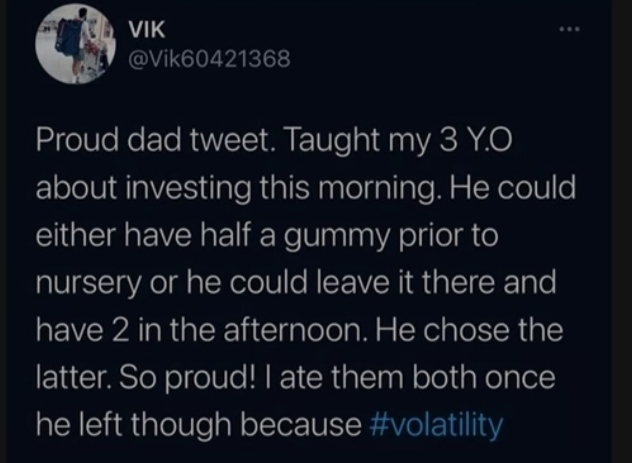 VIK
@Vik60421368
Proud dad tweet. Taught my 3 Y.O
about investing this morning. He could
either have half a gummy prior to
nursery or he could leave it there and
have 2 in the afternoon. He chose the
latter. So proud! I ate them both once
he left though because #volatility